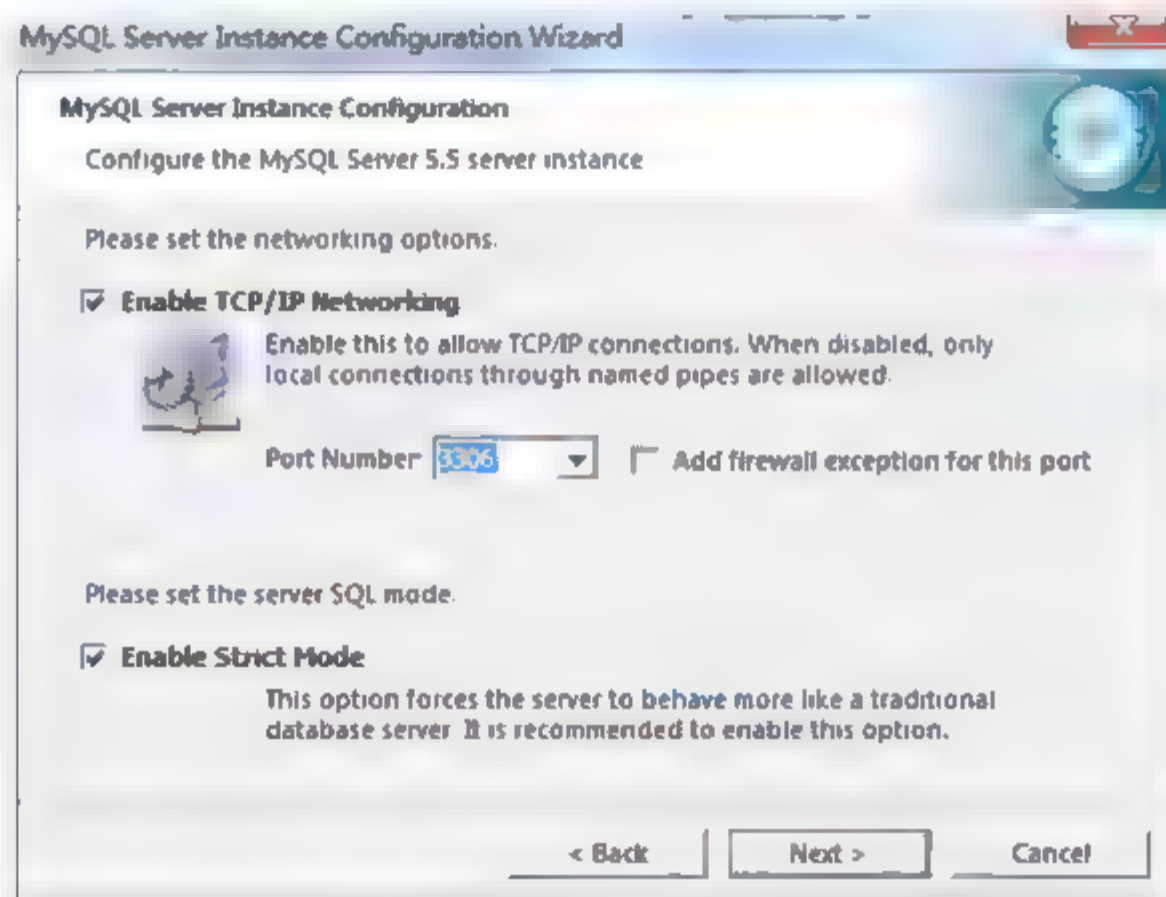 MySQL Server Instance Configuration Wizard
MySQL Server Instance Configuration
Configure the MySQL Server 5.5 server instance
Please set the networking options.
Enable TCP/IP Networking
Enable this to allow TCP/IP connections. When disabled, only
local connections through named pipes are allowed.
Port Number 3306 Add firewall exception for this port
Please set the server SQL mode.
Enable Strict Mode
This option forces the server to behave more like a traditional
database server. It is recommended to enable this option.
< Back Next > Cancel